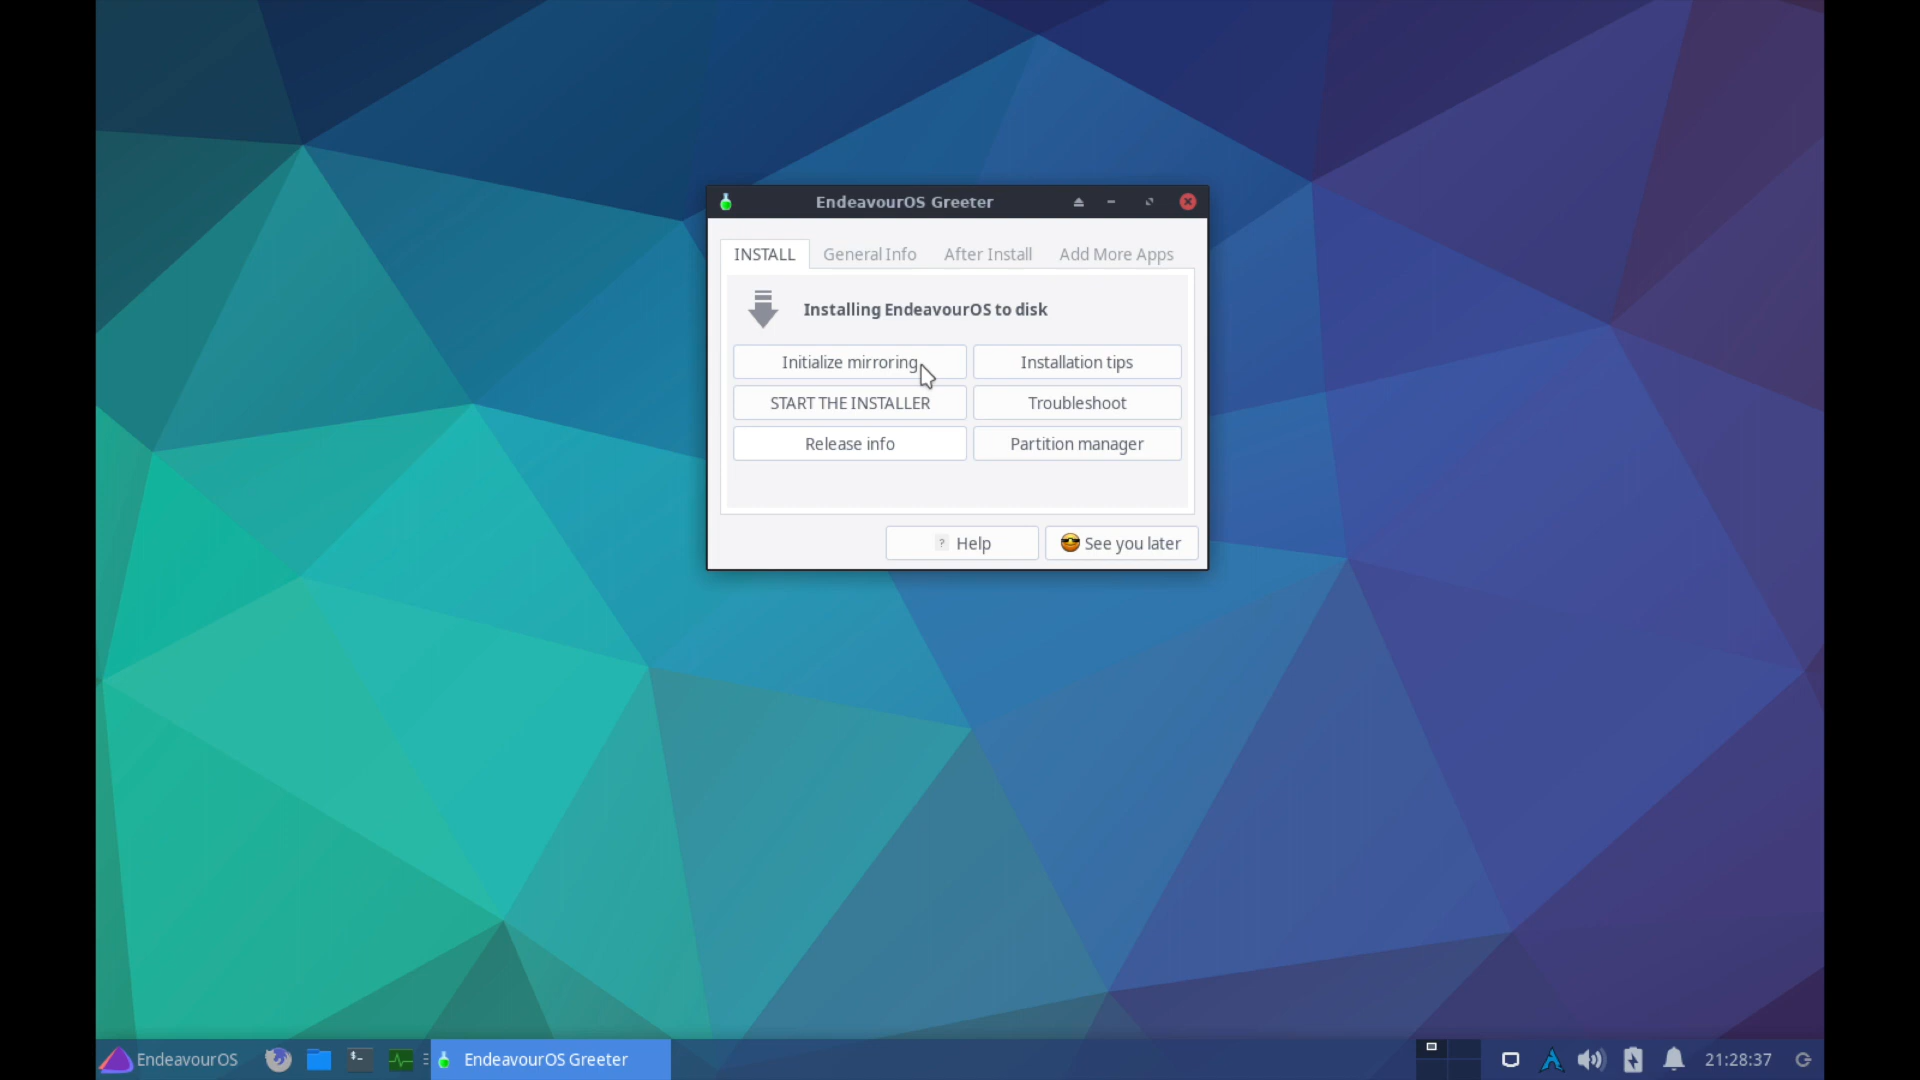 EndeavourOS Greeter
INSTALL General Info After Install Add More Apps
Installing EndeavourOS to disk
Initialize mirroring Installation tips
START THE INSTALLER Troubleshoot
Release info Partition manager
? Help See you later
EndeavourOS EndeavourOS Greeter 21:28:37